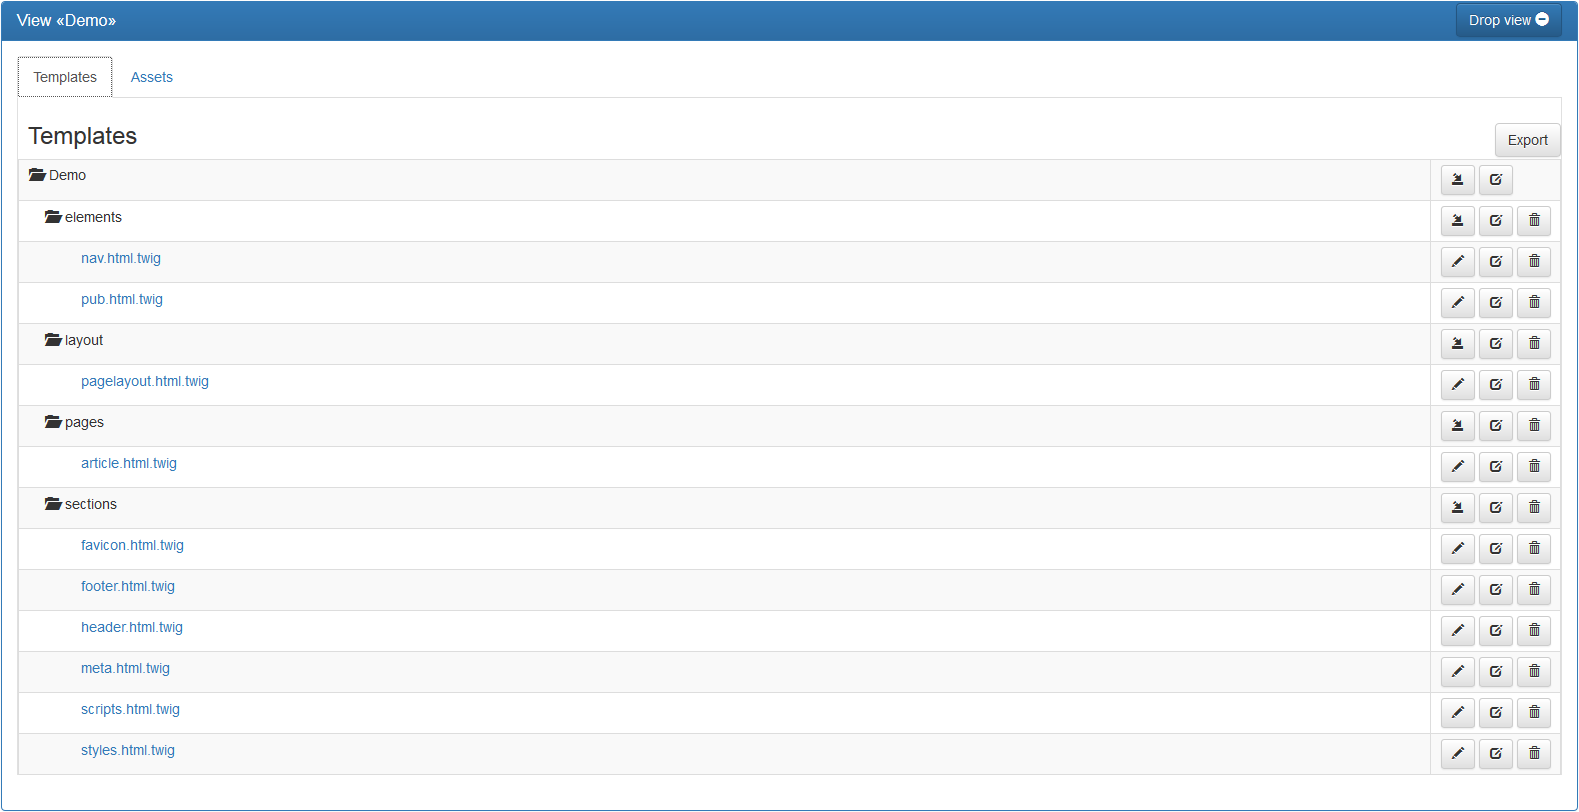 View «Demo» Drop view
Templates Assets
Templates
Export
Demo
elements
nav.html.twig
pub.html.twig
layout
pagelayout.html.twig
pages
article.html.twig
sections
favicon.html.twig
footer.html.twig
header.html.twig
meta.html.twig
scripts.html.twig
styles.html.twig